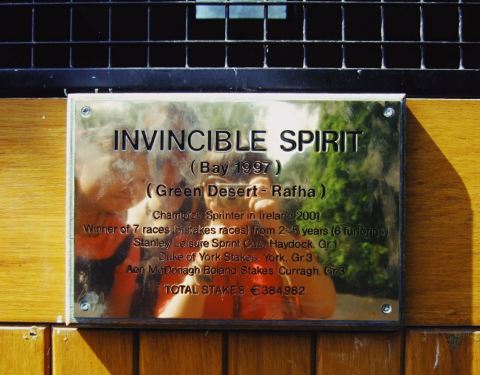 INVINCIBLE SPIRIT
( Bay 1997 )
( Green Desert - Rafha )
Champion Sprinter in Ireland 2001
Winner of 7 races stakes races) from 2- years (6 furlongs)
Stanley Leisure Sprint Cup, Haydock, Gr.1
Duke of York Stakes, York, Gr.3
Aon McDonagh Boland Stakes, Curragh, Gr.3
TOTAL STAKES €384,982